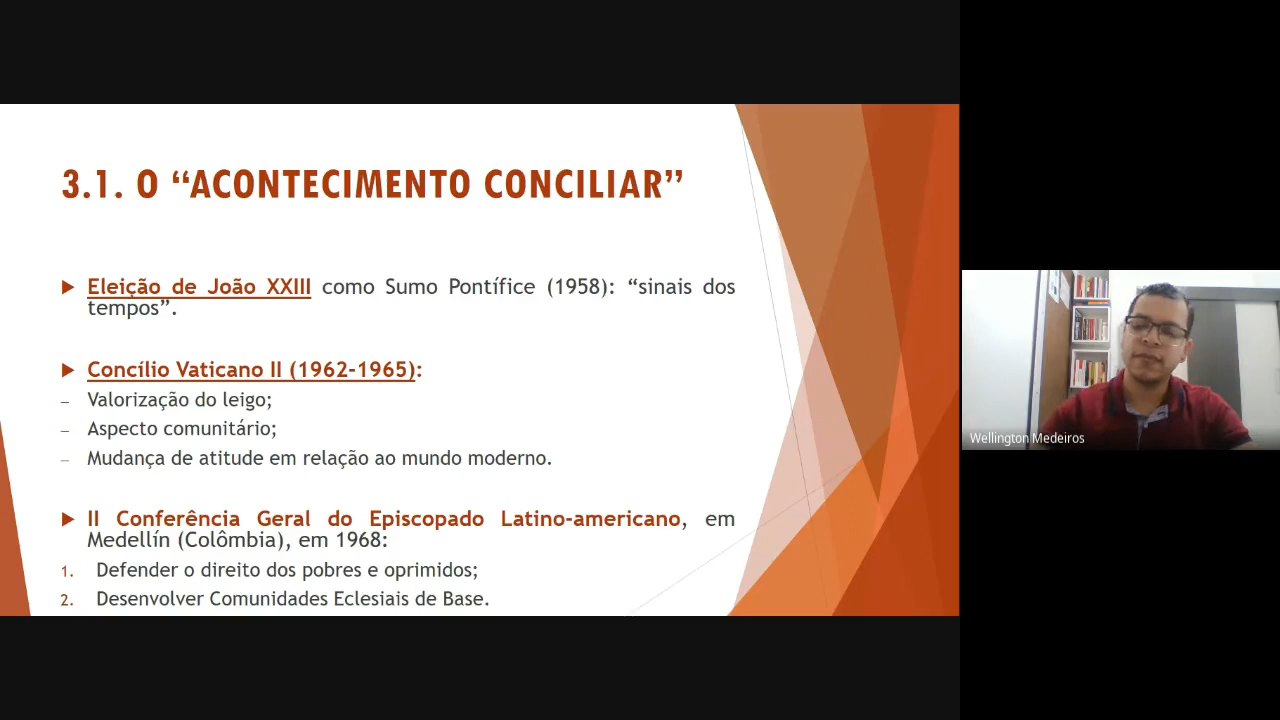 3.1. O “ACONTECIMENTO CONCILIAR”
Eleição de João XXIII como Sumo Pontífice (1958): “sinais dos
tempos”.
Concílio Vaticano II (1962-1965):
– Valorização do leigo;
– Aspecto comunitário;
– Mudança de atitude em relação ao mundo moderno.
II Conferência Geral do Episcopado Latino-americano, em
Medellín (Colômbia), em 1968:
1. Defender o direito dos pobres e oprimidos;
2. Desenvolver Comunidades Eclesiais de Base.
Wellington Medeiros